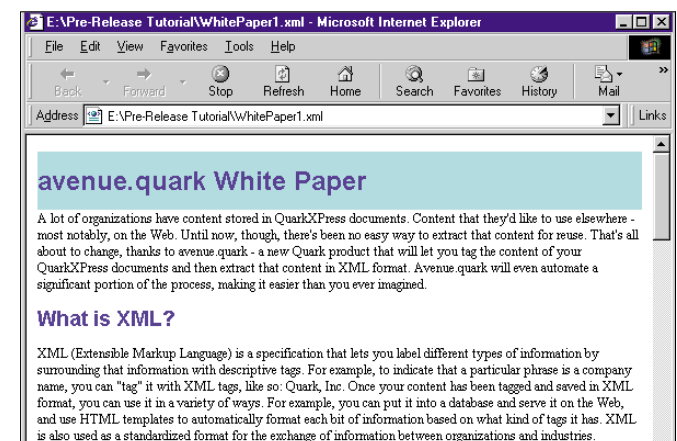 E:\Pre-Release Tutorial\WhitePaper1.xml - Microsoft Internet Explorer
File Edit View Favorites Tools Help
Back Forward Stop Refresh Home Search Favorites History Mail »
Address E:\Pre-Release Tutorial\WhitePaper1.xml Links
avenue.quark White Paper
A lot of organizations have content stored in QuarkXPress documents. Content that they'd like to use elsewhere -
most notably, on the Web. Until now, though, there's been no easy way to extract that content for reuse. That's all
about to change, thanks to avenue.quark - a new Quark product that will let you tag the content of your
QuarkXPress documents and then extract that content in XML format. Avenue.quark will even automate a
significant portion of the process, making it easier than you ever imagined.
What is XML?
XML (Extensible Markup Language) is a specification that lets you label different types of information by
surrounding that information with descriptive tags. For example, to indicate that a particular phrase is a company
name, you can "tag" it with XML tags, like so: Quark, Inc. Once your content has been tagged and saved in XML
format, you can use it in a variety of ways. For example, you can put it into a database and serve it on the Web,
and use HTML templates to automatically format each bit of information based on what kind of tags it has. XML
is also used as a standardized format for the exchange of information between organizations and industries.